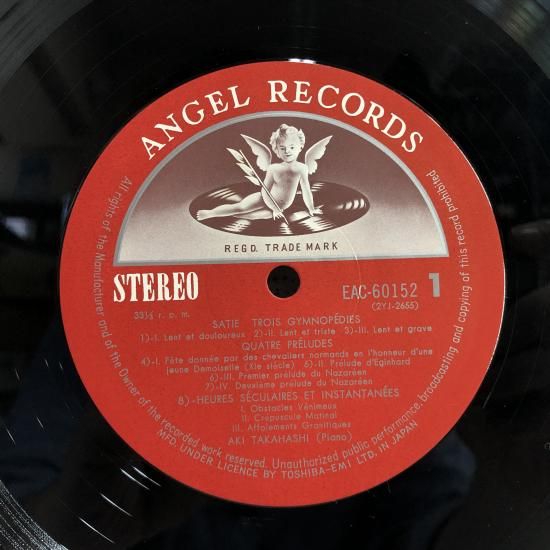 ANGEL RECORDS
REGD. TRADE MARK
STEREO
EAC-60152 1
33⅓ r. p. m.
(2YJ-2655)
SATIE TROIS GYMNOPÉDIES
1)-I. Lent et douloureux 2)-II. Lent et triste 3)-III. Lent et grave
QUATRE PRÉLUDES
4)-I. Fête donnée par des chevaliers normands en l'honneur d'une
jeune Demoiselle (XIe siècle) 5)-II. Prélude d'Eginhard
6)-III. Premier prélude du Nazaréen
7)-IV. Deuxième prélude du Nazaréen
8)-HEURES SÉCULAIRES ET INSTANTANÉES
I. Obstacles Vénimeux
II. Crépuscule Matinal
III. Affolements Granitiques
AKI TAKAHASHI (Piano)
All rights of the Manufacturer and of the Owner of the recorded work reserved. Unauthorized public performance, broadcasting and copying of this record prohibited
MFD. UNDER LICENCE BY TOSHIBA-EMI LTD. IN JAPAN